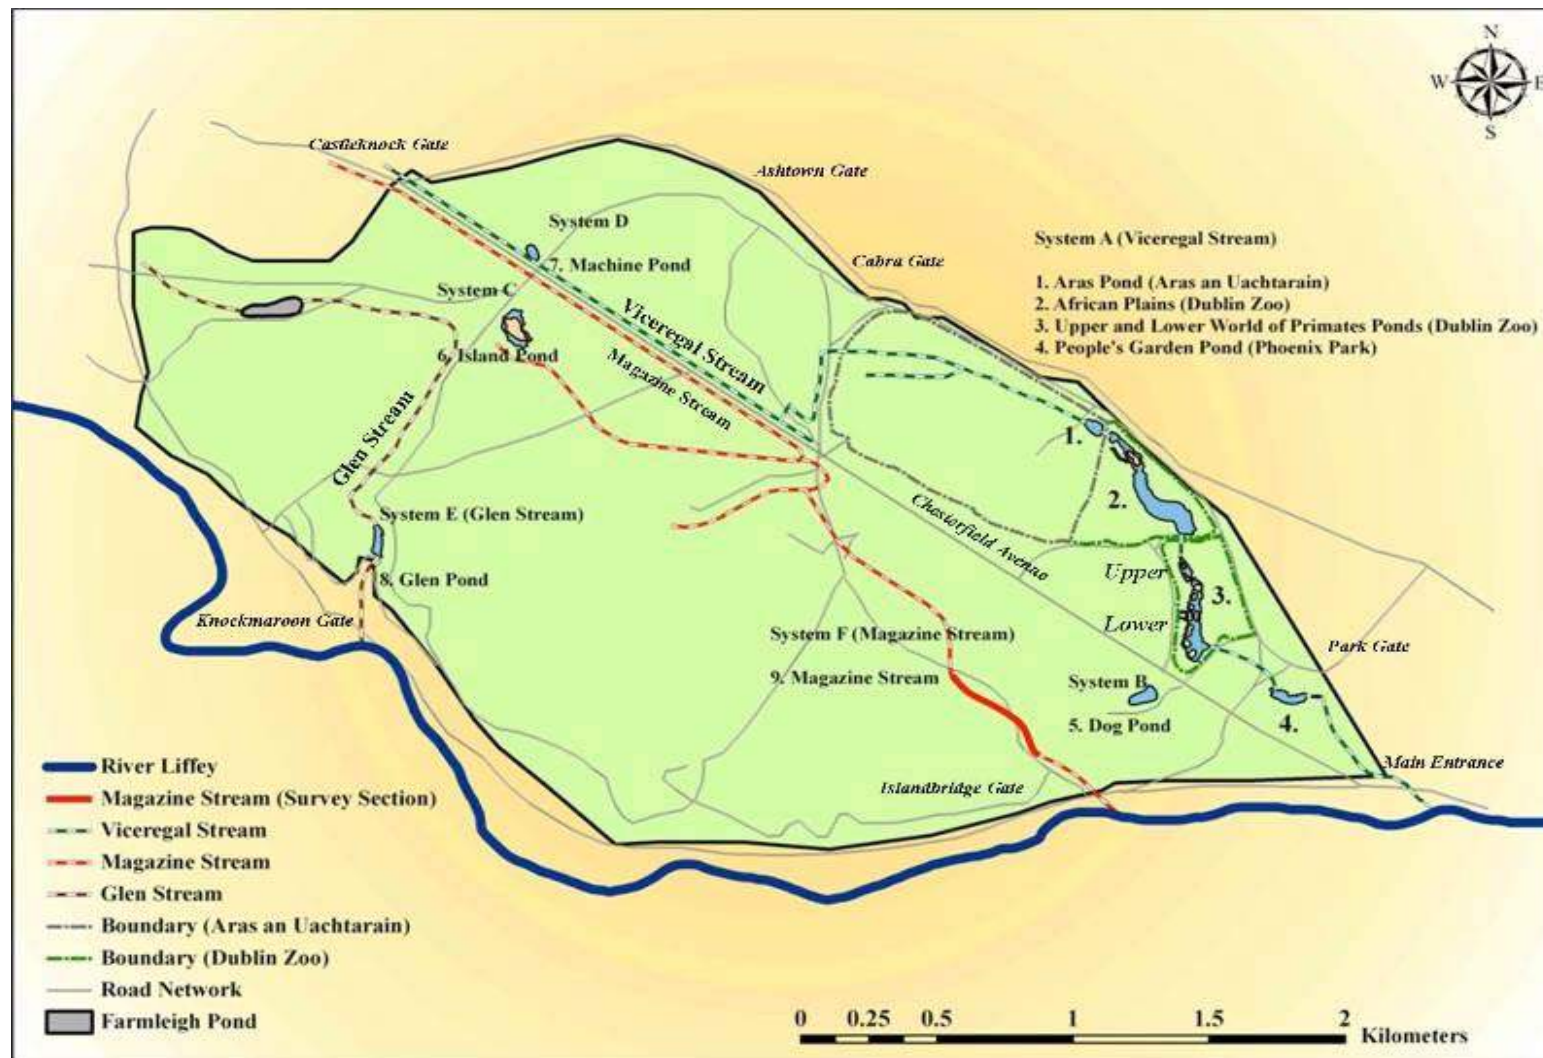 N
W
E
S
Castleknock Gate
Ashtown Gate
System D
System A (Viceregal Stream)
7. Machine Pond
Cabra Gate
System C
1. Aras Pond (Aras an Uachtarain)
2. African Plains (Dublin Zoo)
3. Upper and Lower World of Primates Ponds (Dublin Zoo)
4. People's Garden Pond (Phoenix Park)
Viceregal Stream
6. Island Pond
Magazine Stream
Glen Stream
1.
2.
System E (Glen Stream)
Chesterfield Avenue
Upper
8. Glen Pond
3.
Knockmaroon Gate
Lower
System F (Magazine Stream)
Park Gate
9. Magazine Stream
System B
5. Dog Pond
4.
Main Entrance
Islandbridge Gate
River Liffey
Magazine Stream (Survey Section)
Viceregal Stream
Magazine Stream
Glen Stream
Boundary (Aras an Uachtarain)
Boundary (Dublin Zoo)
Road Network
Farmleigh Pond
0 0.25 0.5 1 1.5 2
Kilometers